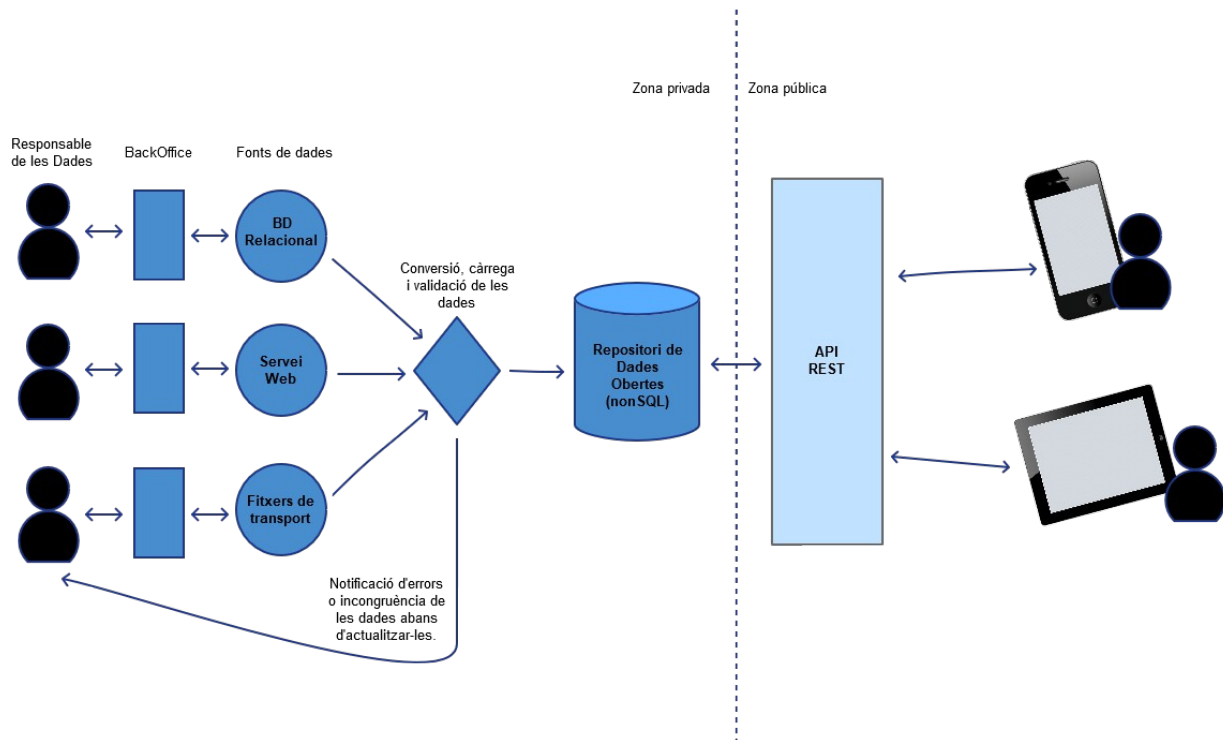 Zona privada
Zona pública
Responsable
de les Dades
BackOffice
Fonts de dades
BD
Relacional
Conversió, càrrega
i validació de les
dades
Servei
Web
Repositori de
Dades
Obertes
(nonSQL)
API
REST
Fitxers de
transport
Notificació d'errors
o incongruència de
les dades abans
d'actualitzar-les.